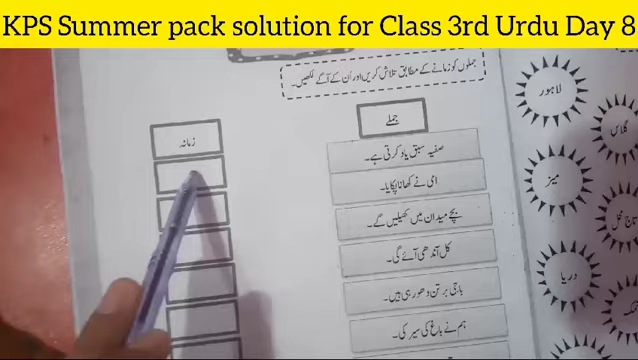 KPS Summer pack solution for Class 3rd Urdu Day 8
جملوں کو زمانے کے مطابق تلاش کریں اور ان کے آگے لکھیں۔
جملے
زمانہ
صفیہ سبق یاد کرتی ہے۔
امی نے کھانا پکایا۔
بچے میدان میں کھیلیں گے۔
کل آندھی آئے گی۔
باجی برتن دھو رہی ہیں۔
ہم نے باغ کی سیر کی۔
لاہور
گلاس
میز
تاج محل
دریا